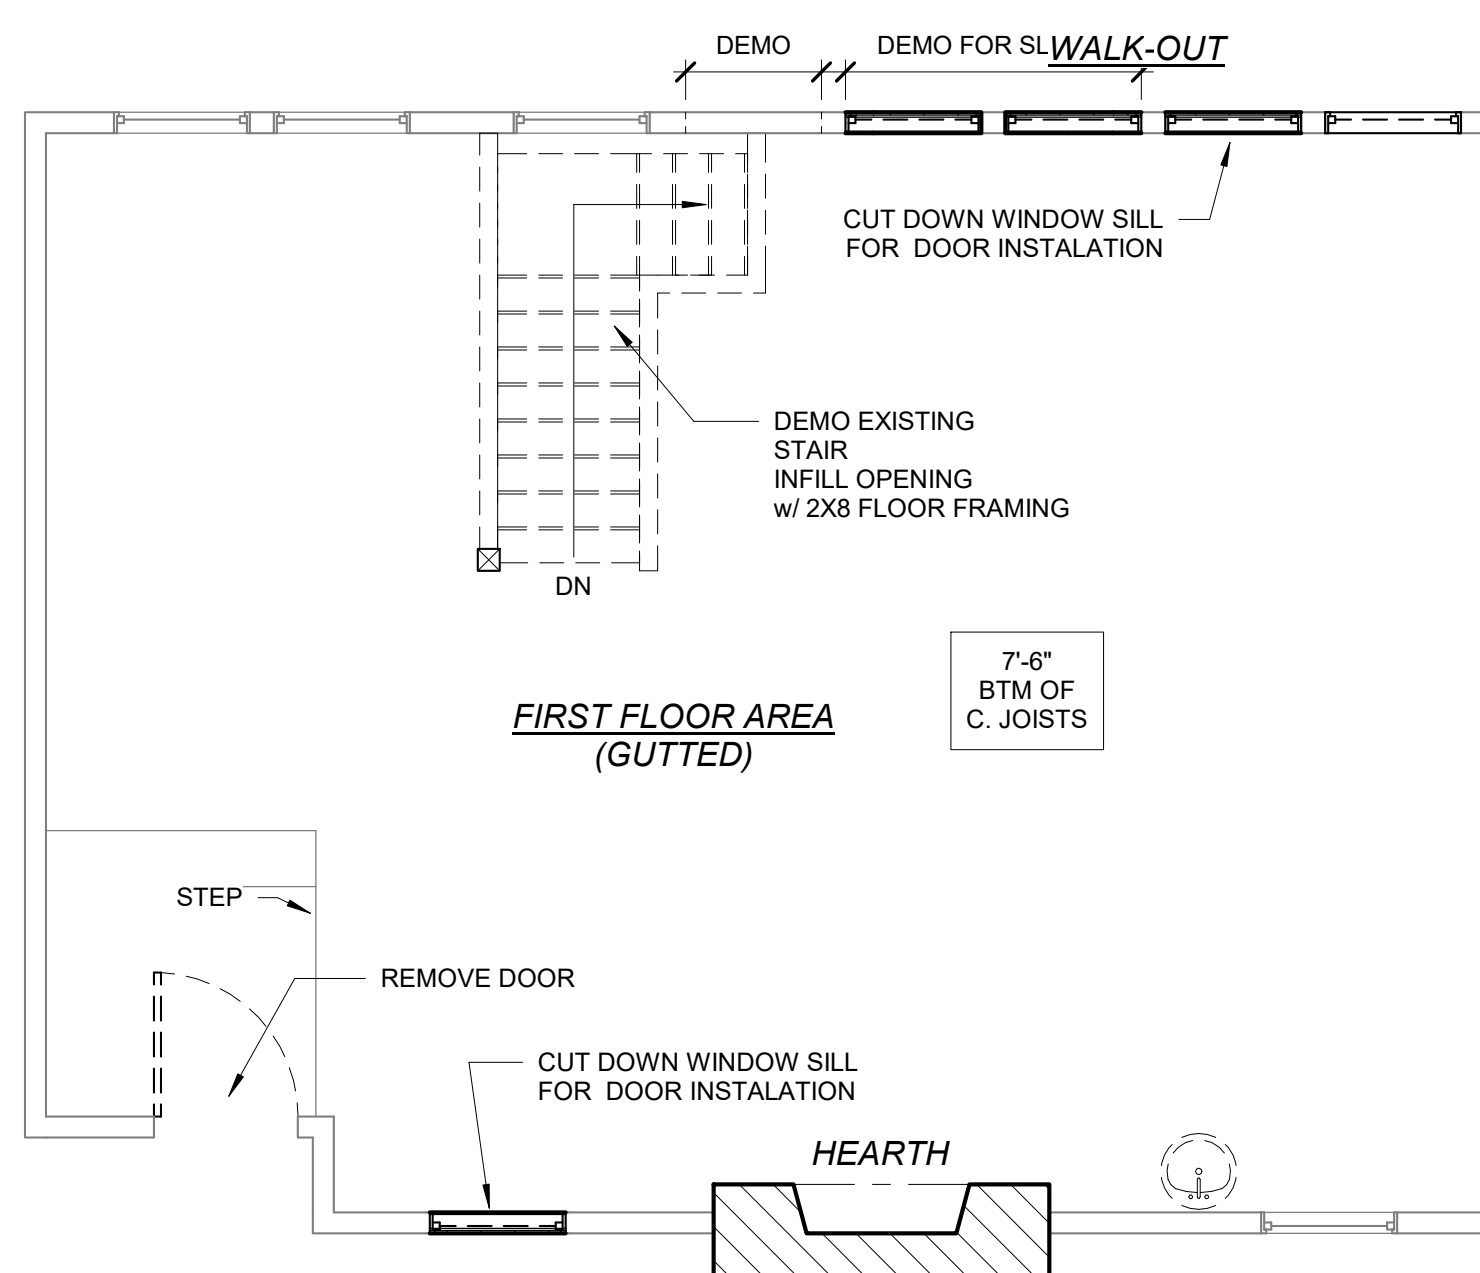 DEMO
DEMO FOR SL
WALK-OUT
CUT DOWN WINDOW SILL
FOR DOOR INSTALATION
DEMO EXISTING
STAIR
INFILL OPENING
w/ 2X8 FLOOR FRAMING
DN
7'-6"
BTM OF
C. JOISTS
FIRST FLOOR AREA
(GUTTED)
STEP
REMOVE DOOR
CUT DOWN WINDOW SILL
FOR DOOR INSTALATION
HEARTH